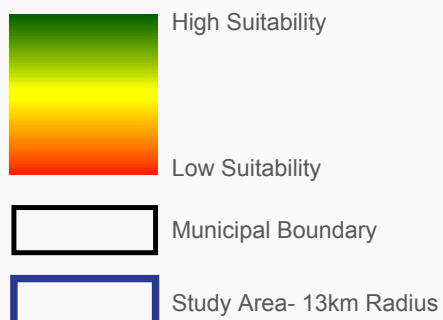 High Suitability
Low Suitability
Municipal Boundary
Study Area- 13km Radius